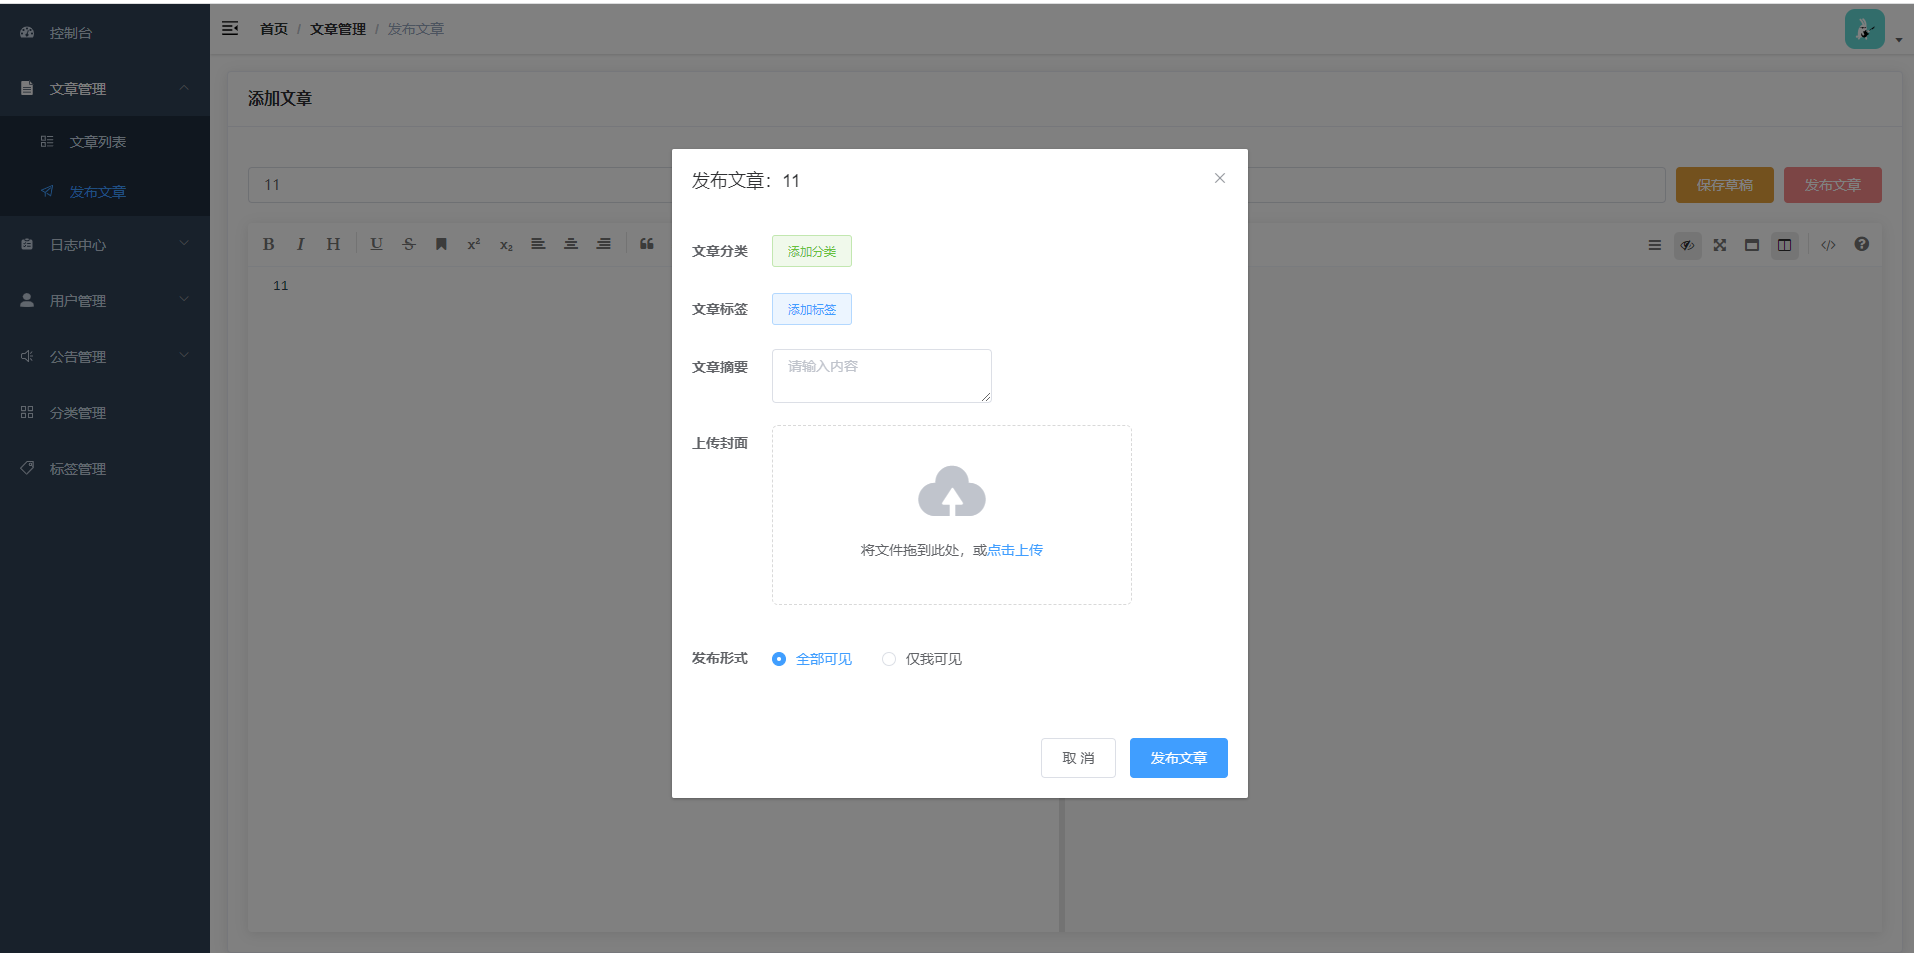 控制台
文章管理
文章列表
发布文章
日志中心
用户管理
公告管理
分类管理
标签管理
首页 / 文章管理 / 发布文章
添加文章
11
保存草稿
发布文章
B I H U S x² x₂
11
发布文章：11
文章分类 添加分类
文章标签 添加标签
文章摘要 请输入内容
上传封面
将文件拖到此处，或点击上传
发布形式 全部可见 仅我可见
取 消
发布文章